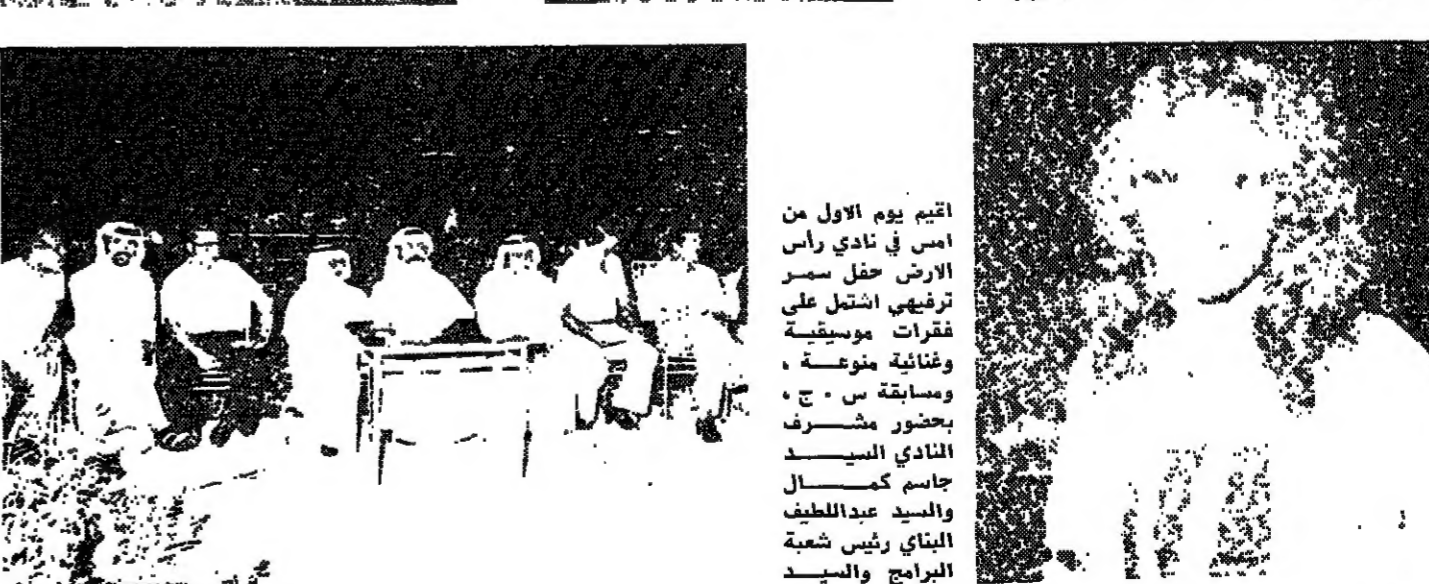 اقيم يوم الاول من
امس في نادي رأس
الارض حفل سمر
ترفيهي اشتمل على
فقرات موسيقية
وغنائية منوعة ،
ومسابقة س . ج ،
بحضور مشرف
النادي السيد
جاسم كمال
والسيد عبداللطيف
البناي رئيس شعبة
البرامج والسيد